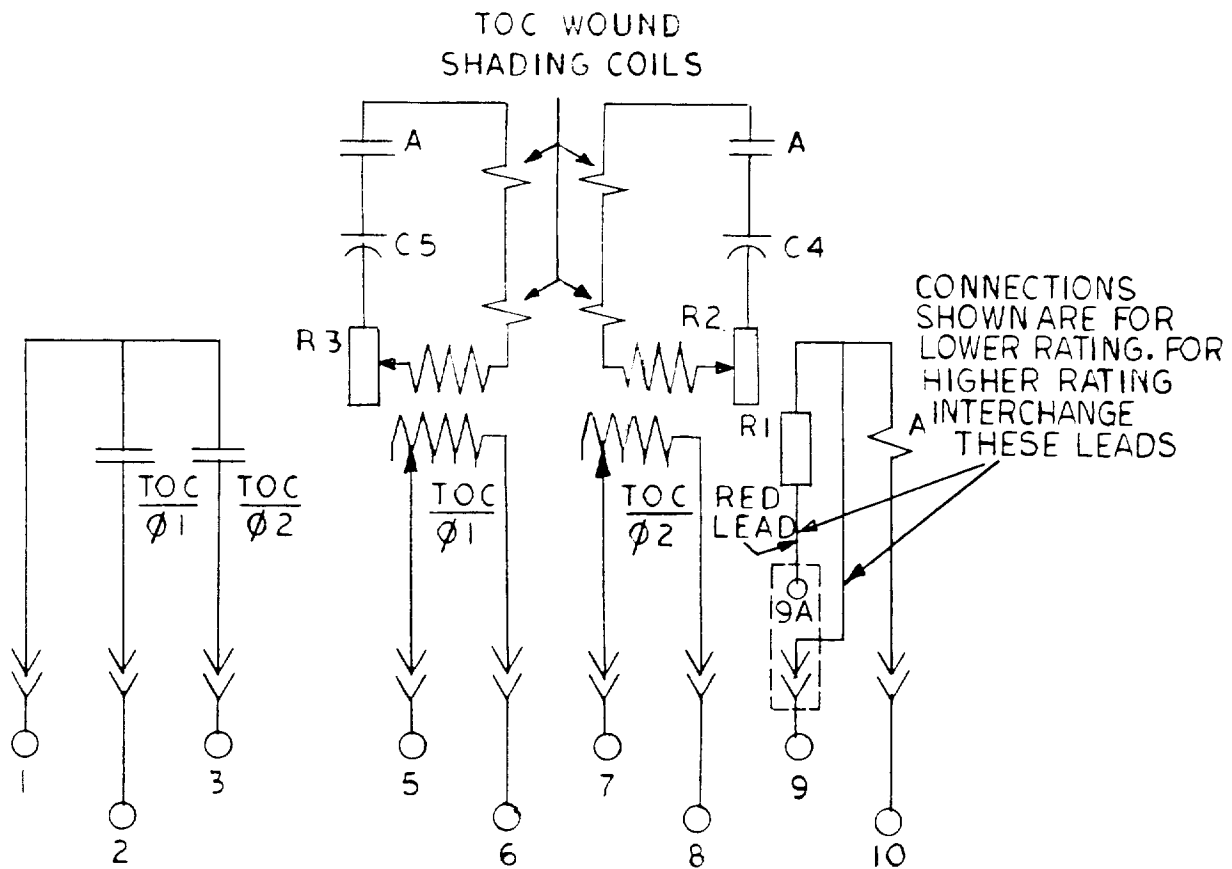 TOC WOUND
SHADING COILS
A
A
C5
C4
CONNECTIONS
SHOWN ARE FOR
LOWER RATING. FOR
HIGHER RATING
INTERCHANGE
THESE LEADS
R3
R2
R1
A
TOC
Ø1
TOC
Ø2
TOC
Ø1
TOC
Ø2
RED
LEAD
9A
1
3
5
7
9
2
6
8
10